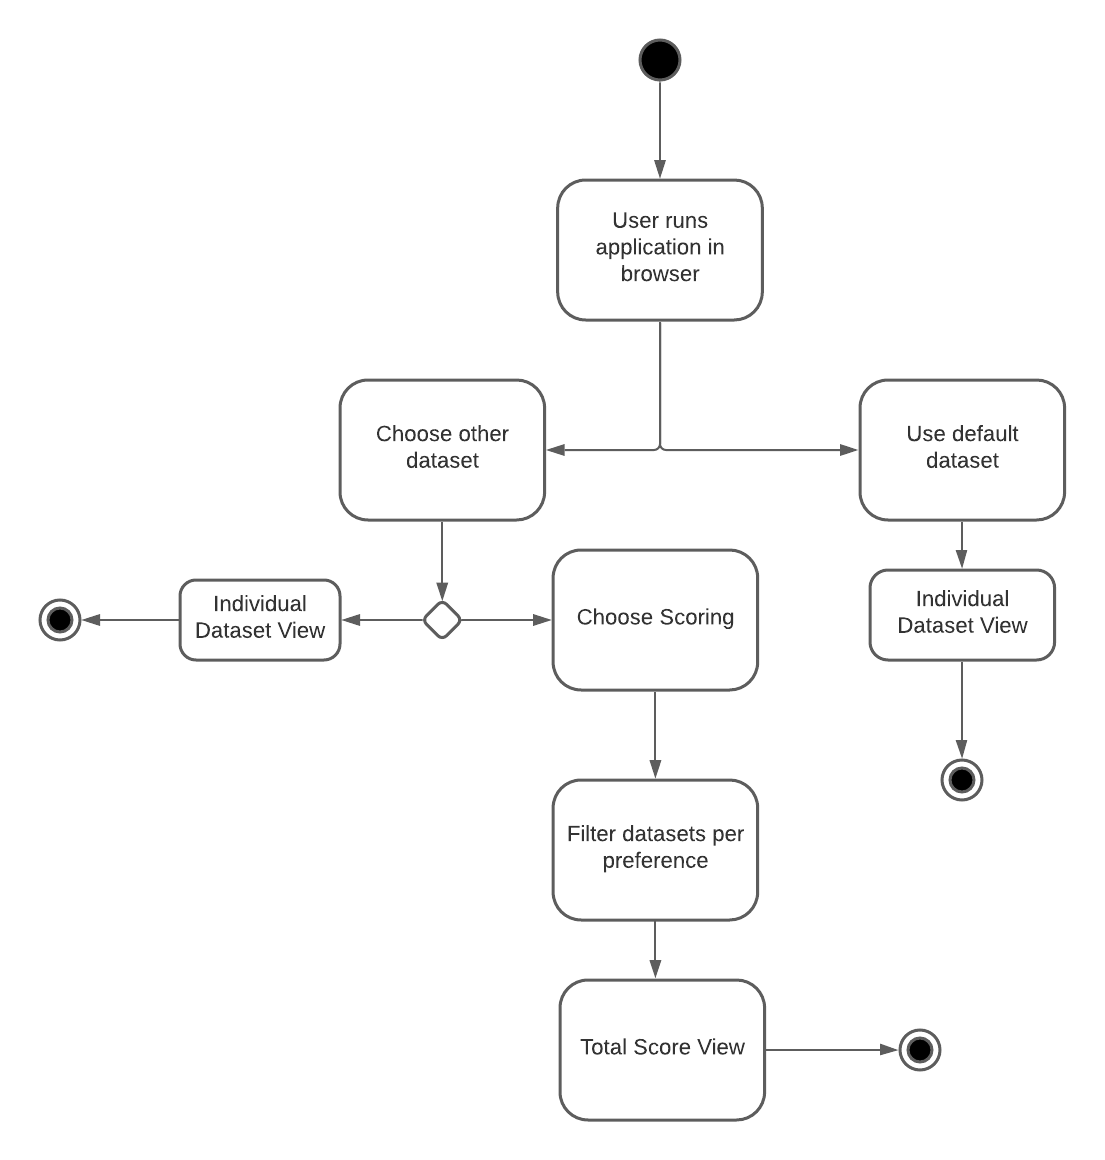 User runs
application in
browser
Choose other
dataset
Use default
dataset
Individual
Dataset View
Choose Scoring
Individual
Dataset View
Filter datasets per
preference
Total Score View